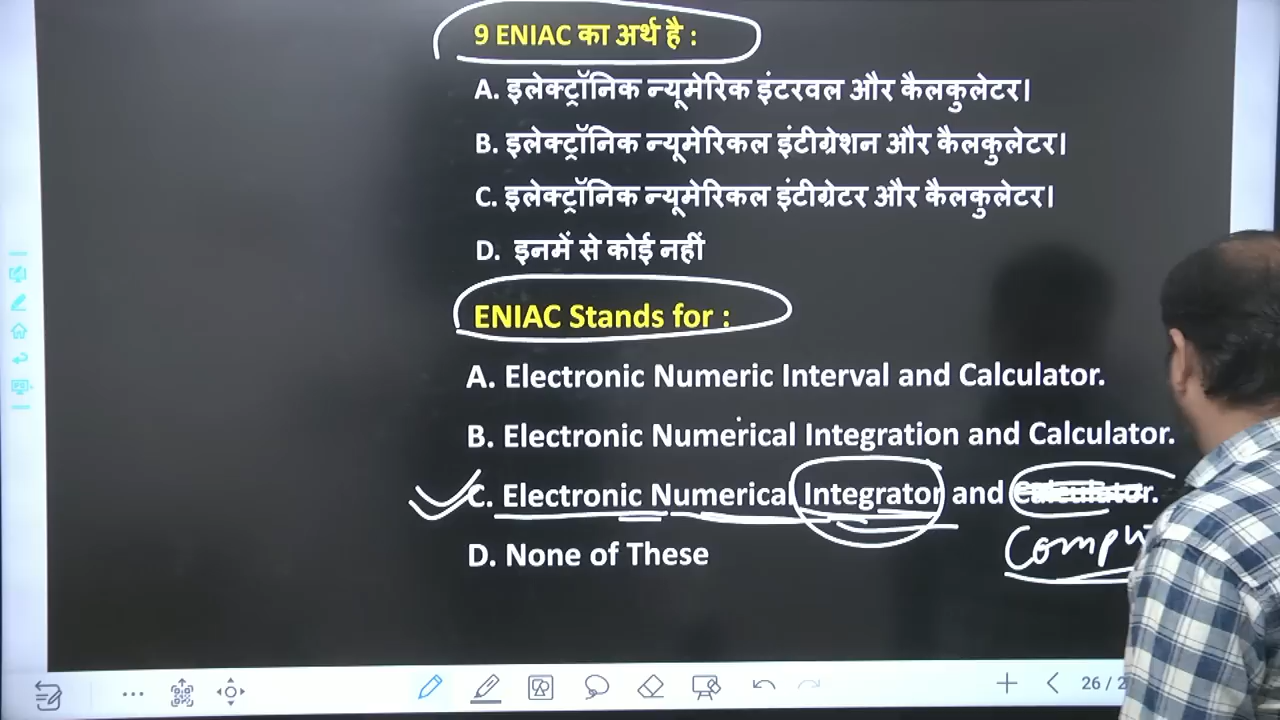 9 ENIAC का अर्थ है :
A. इलेक्ट्रॉनिक न्यूमेरिक इंटरवल और कैलकुलेटर।
B. इलेक्ट्रॉनिक न्यूमेरिकल इंटीग्रेशन और कैलकुलेटर।
C. इलेक्ट्रॉनिक न्यूमेरिकल इंटीग्रेटर और कैलकुलेटर।
D. इनमें से कोई नहीं
ENIAC Stands for :
A. Electronic Numeric Interval and Calculator.
B. Electronic Numerical Integration and Calculator.
C. Electronic Numerical Integrator and Calculator.
D. None of These
26 / 2